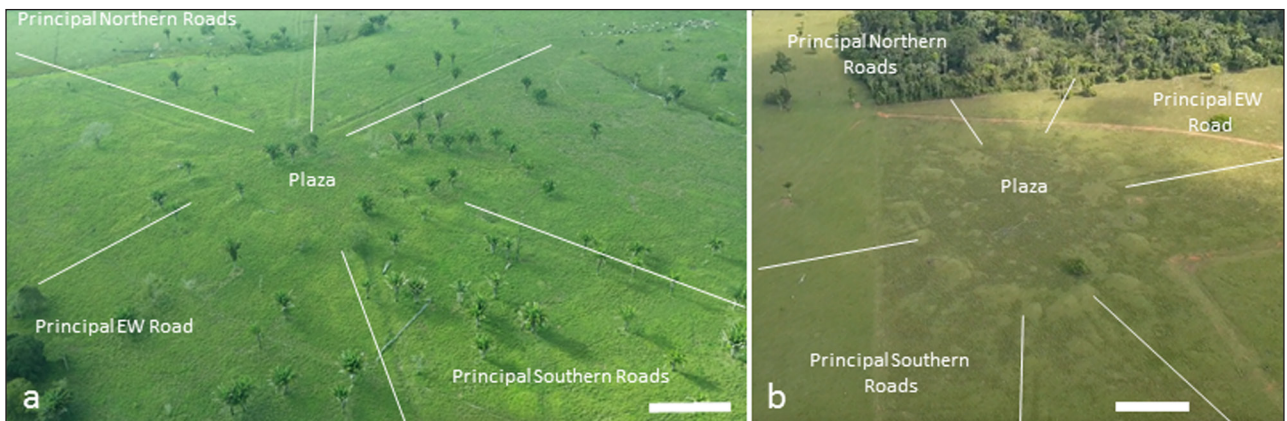 Principal Northern Roads
Plaza
Principal EW Road
Principal Southern Roads
a
Principal Northern
Roads
Principal EW
Road
Plaza
Principal Southern
Roads
b